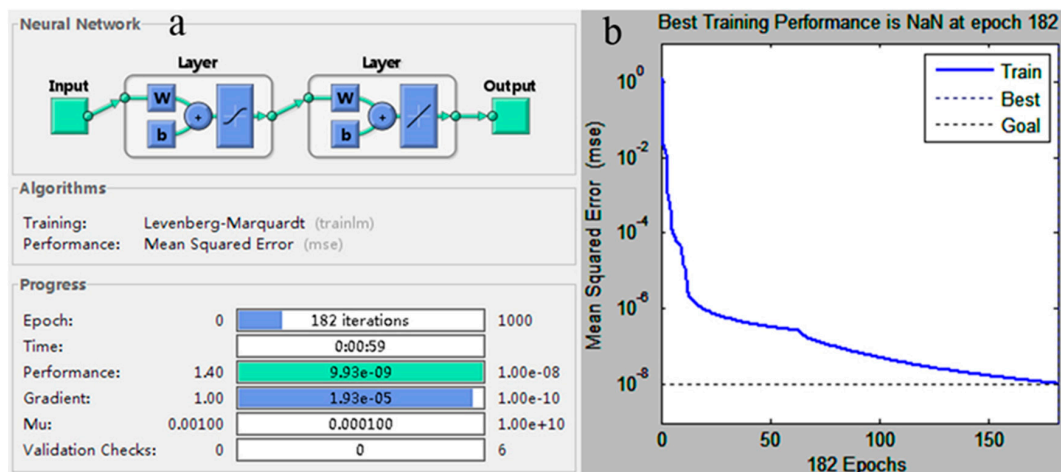 Neural Network
a
Layer
Layer
Input
Output
W
b
+
W
b
+
Algorithms
Training: Levenberg-Marquardt (trainlm)
Performance: Mean Squared Error (mse)
Progress
Epoch: 0 182 iterations 1000
Time: 0:00:59
Performance: 1.40 9.93e-09 1.00e-08
Gradient: 1.00 1.93e-05 1.00e-10
Mu: 0.00100 0.000100 1.00e+10
Validation Checks: 0 0 6
b
Best Training Performance is NaN at epoch 182
Train
Best
Goal
Mean Squared Error (mse)
10^0
10^-2
10^-4
10^-6
10^-8
0 50 100 150
182 Epochs